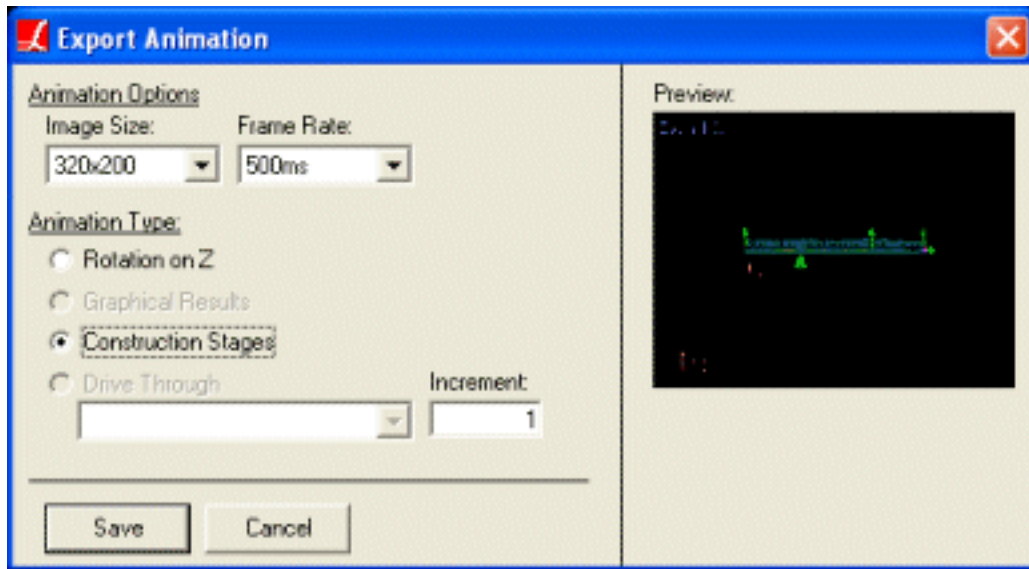 Export Animation
Animation Options
Image Size:
Frame Rate:
320x200
500ms
Animation Type:
Rotation on Z
Graphical Results
Construction Stages
Drive Through
Increment:
1
Save
Cancel
Preview: